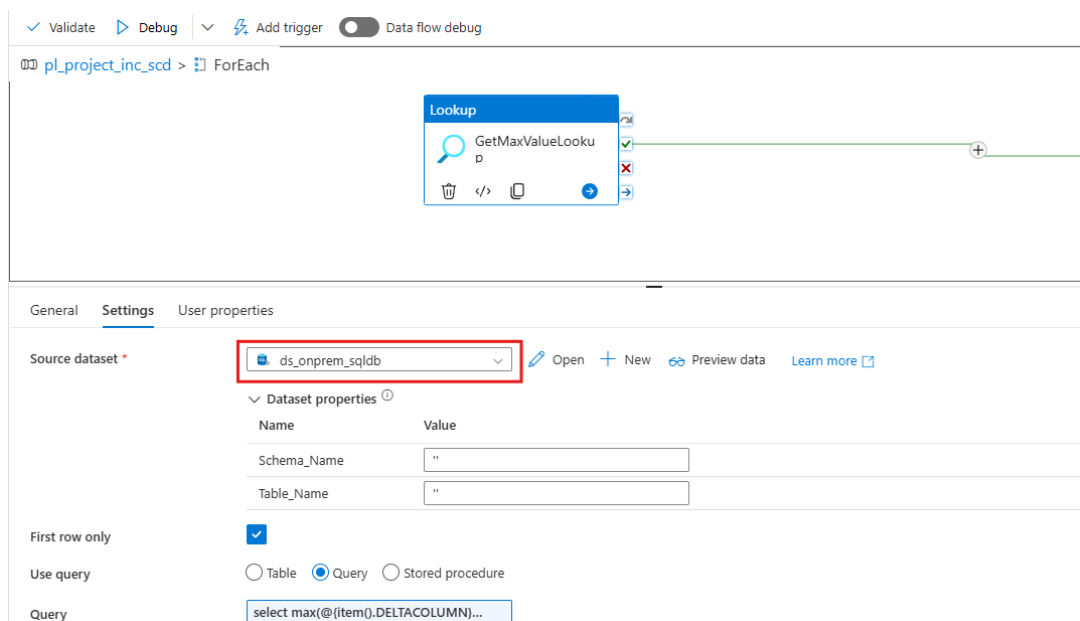 Validate Debug Add trigger Data flow debug
pl_project_inc_scd > ForEach
Lookup
GetMaxValueLooku
p
General Settings User properties
Source dataset * ds_onprem_sqldb Open New Preview data Learn more
Dataset properties
Name Value
Schema_Name ''
Table_Name ''
First row only
Use query Table Query Stored procedure
Query select max(@{item().DELTACOLUMN}...